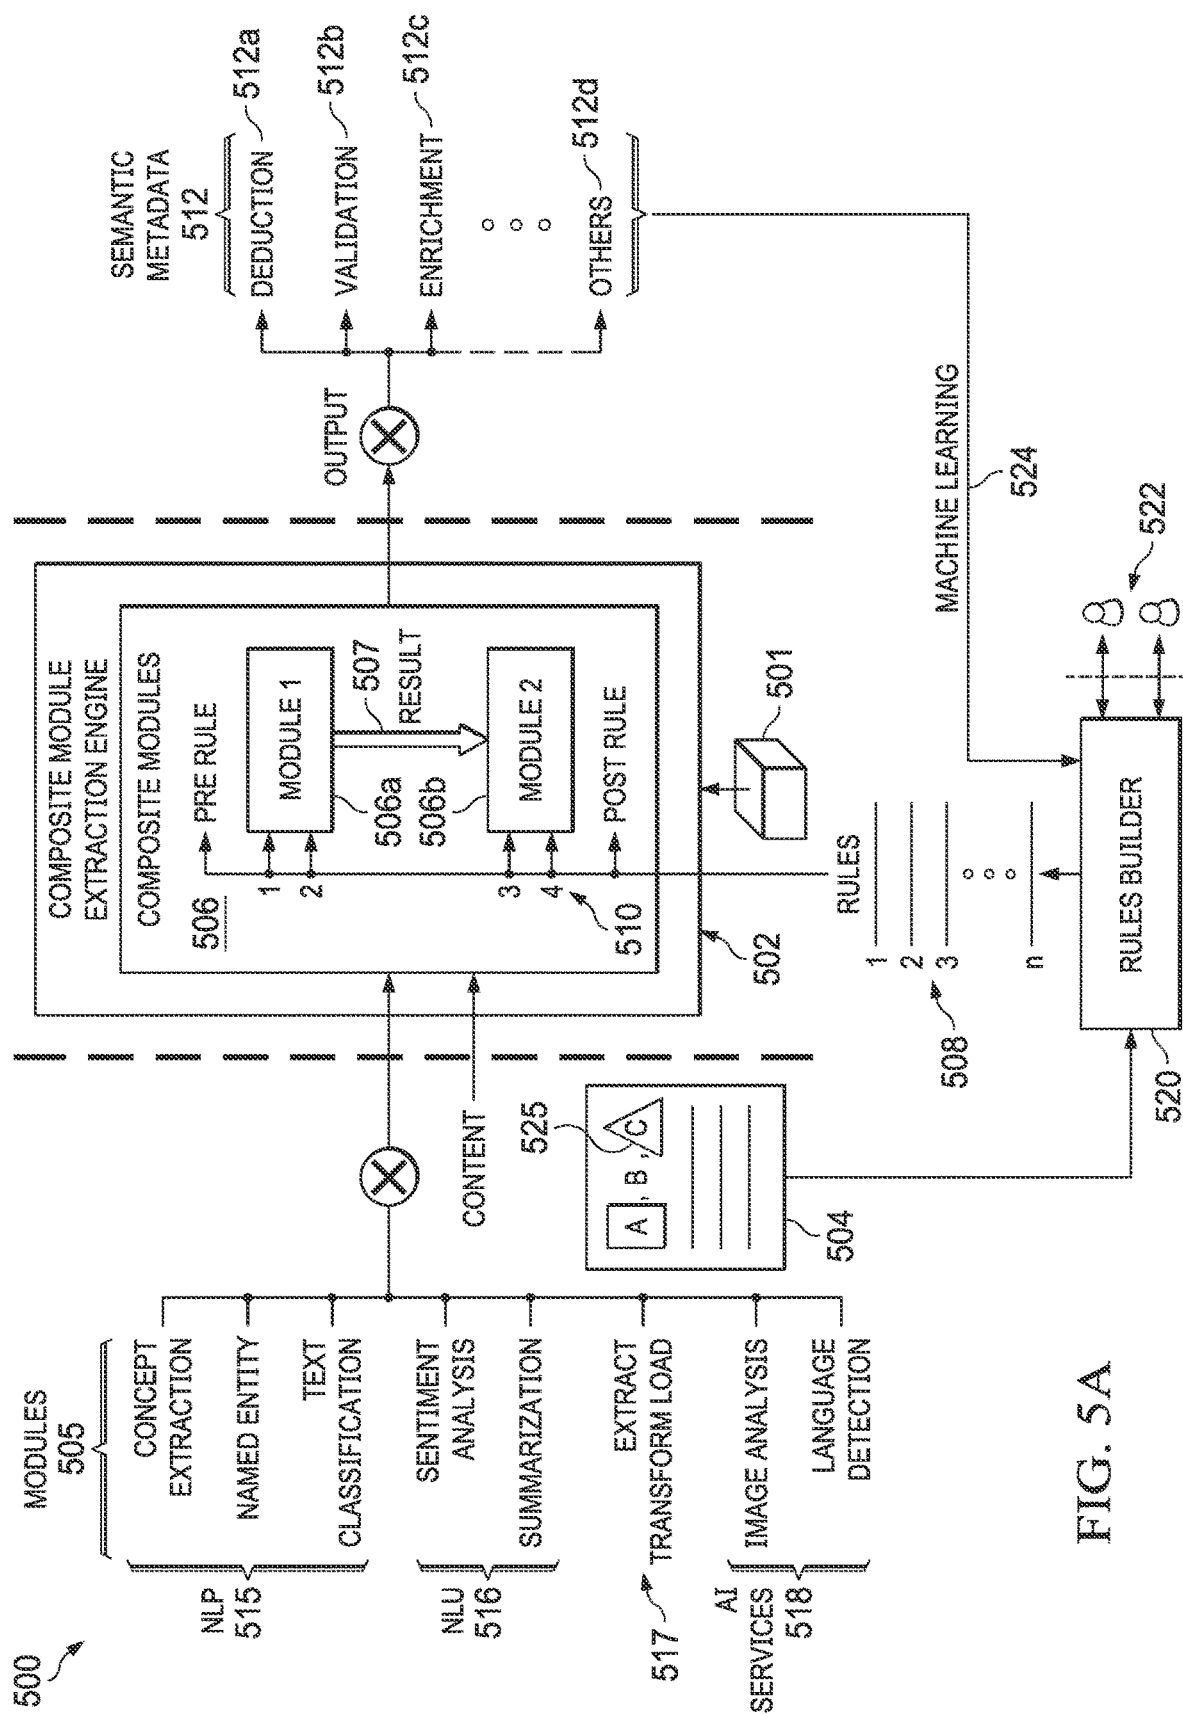 500
MODULES
505
NLP
515
CONCEPT
EXTRACTION
NAMED ENTITY
TEXT
CLASSIFICATION
NLU
516
SENTIMENT
ANALYSIS
SUMMARIZATION
517
EXTRACT
TRANSFORM LOAD
AI
SERVICES
518
IMAGE ANALYSIS
LANGUAGE
DETECTION
CONTENT
A , B , C
525
504
COMPOSITE MODULE
EXTRACTION ENGINE
COMPOSITE MODULES
506
PRE RULE
1
2
MODULE 1
506a
507
RESULT
506b
3
4
MODULE 2
510
POST RULE
502
501
RULES
1
2
3
n
508
RULES BUILDER
520
522
MACHINE LEARNING
524
OUTPUT
SEMANTIC
METADATA
512
DEDUCTION 512a
VALIDATION 512b
ENRICHMENT 512c
OTHERS 512d
FIG. 5A